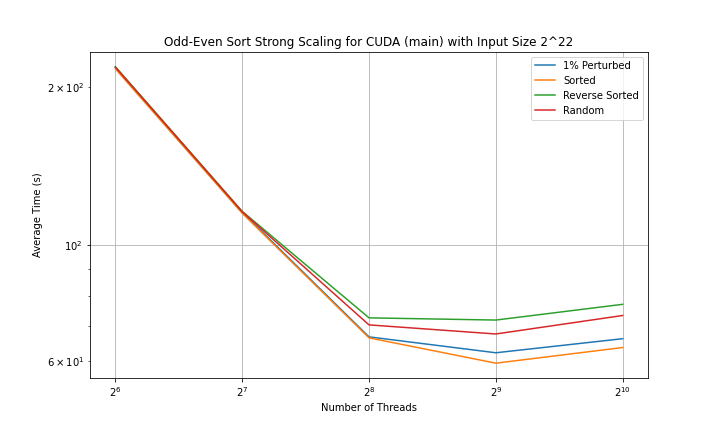 Odd-Even Sort Strong Scaling for CUDA (main) with Input Size 2^22
1% Perturbed
Sorted
Reverse Sorted
Random
Average Time (s)
2 × 10²
10²
6 × 10¹
2⁶ 2⁷ 2⁸ 2⁹ 2¹⁰
Number of Threads